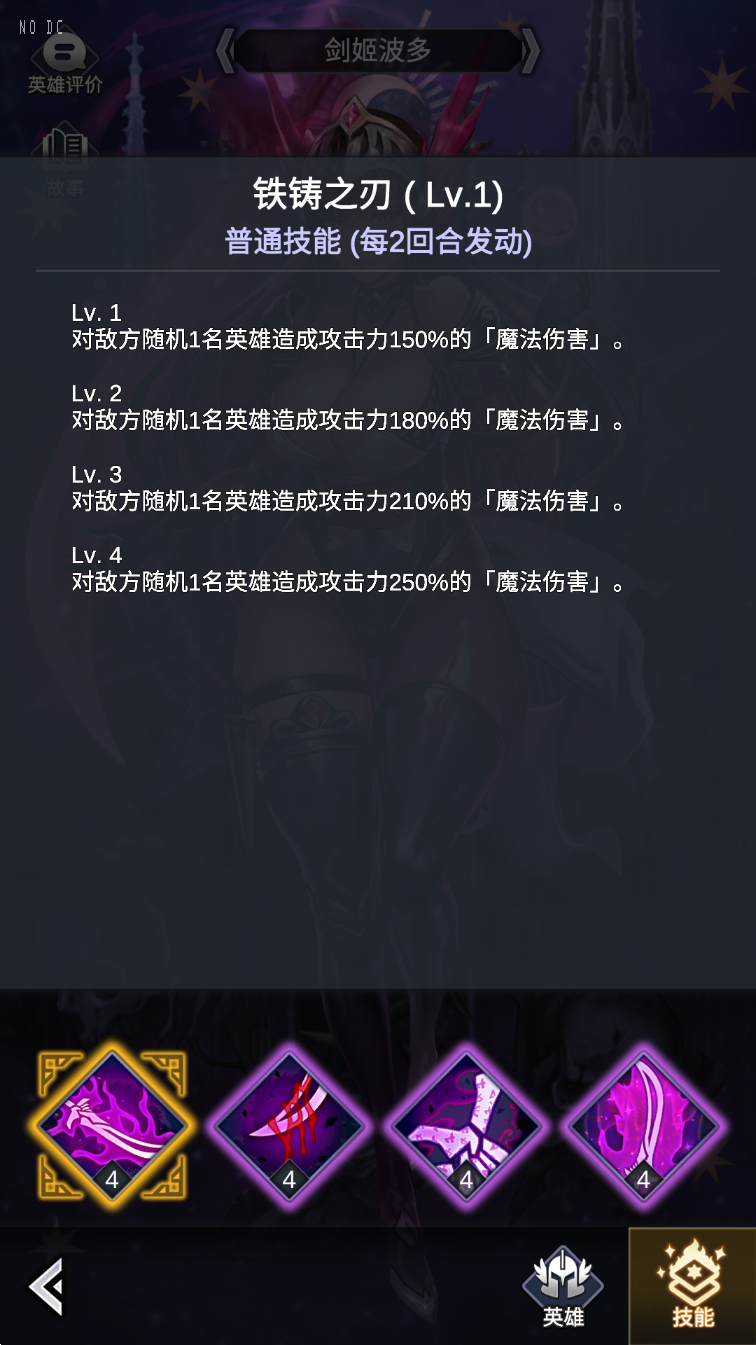 NO DC
剑姬波多
英雄评价
故事
铁铸之刃 ( Lv.1)
普通技能 (每2回合发动)
Lv. 1
对敌方随机1名英雄造成攻击力150%的「魔法伤害」。
Lv. 2
对敌方随机1名英雄造成攻击力180%的「魔法伤害」。
Lv. 3
对敌方随机1名英雄造成攻击力210%的「魔法伤害」。
Lv. 4
对敌方随机1名英雄造成攻击力250%的「魔法伤害」。
4 4 4 4
英雄 技能